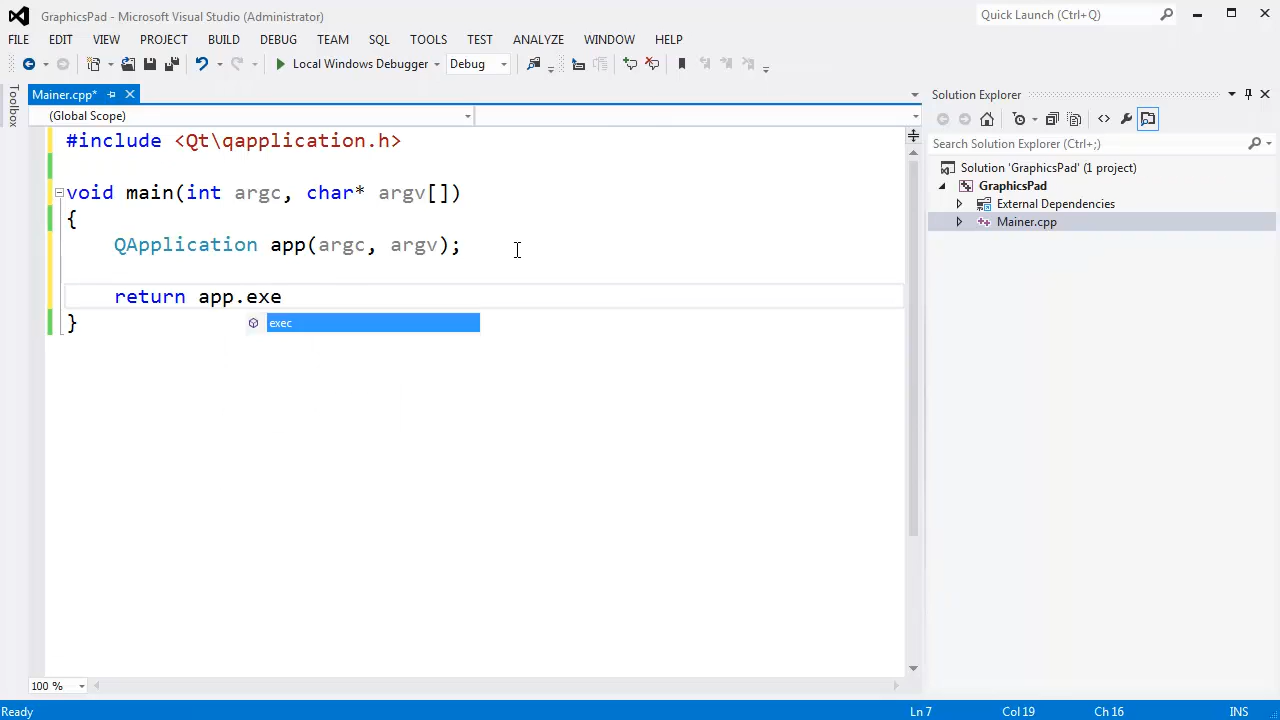 GraphicsPad - Microsoft Visual Studio (Administrator)
Quick Launch (Ctrl+Q)
FILE EDIT VIEW PROJECT BUILD DEBUG TEAM SQL TOOLS TEST ANALYZE WINDOW HELP
Local Windows Debugger Debug
Toolbox
Mainer.cpp*
(Global Scope)
#include <Qt\qapplication.h>
void main(int argc, char* argv[])
{
QApplication app(argc, argv);
return app.exe
exec
}
100 %
Solution Explorer
Search Solution Explorer (Ctrl+;)
Solution 'GraphicsPad' (1 project)
GraphicsPad
External Dependencies
Mainer.cpp
Ready Ln 7 Col 19 Ch 16 INS